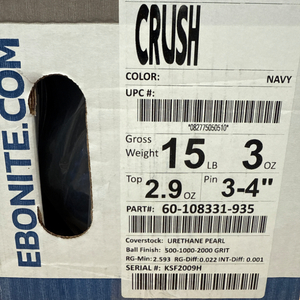 EBONITE.COM
CRUSH
COLOR: NAVY
UPC #:
*082775050510*
Gross Weight 15 LB 3 OZ
Top 2.9 OZ Pin 3-4"
PART#: 60-108331-935
Coverstock: URETHANE PEARL
Ball Finish: 500-1000-2000 GRIT
RG-Min: 2.593 RG-Diff:0.022 INT-Diff: 0.001
SERIAL #: KSF2009H